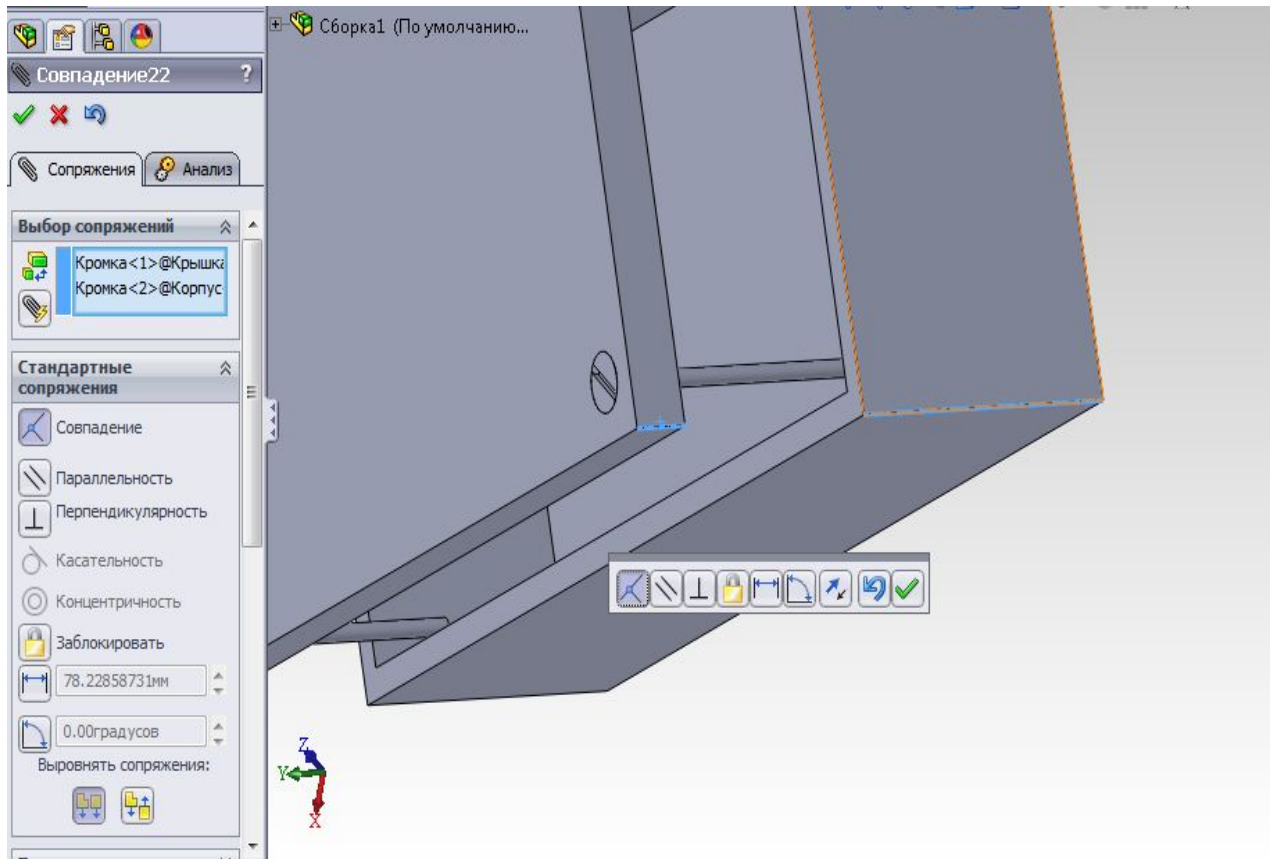 Сборка1 (По умолчанию...
Совпадение22 ?
Сопряжения
Анализ
Выбор сопряжений
Кромка<1>@Крышка
Кромка<2>@Корпус
Стандартные
сопряжения
Совпадение
Параллельность
Перпендикулярность
Касательность
Концентричность
Заблокировать
78.22858731мм
0.00градусов
Выровнять сопряжения:
Z
Y
X